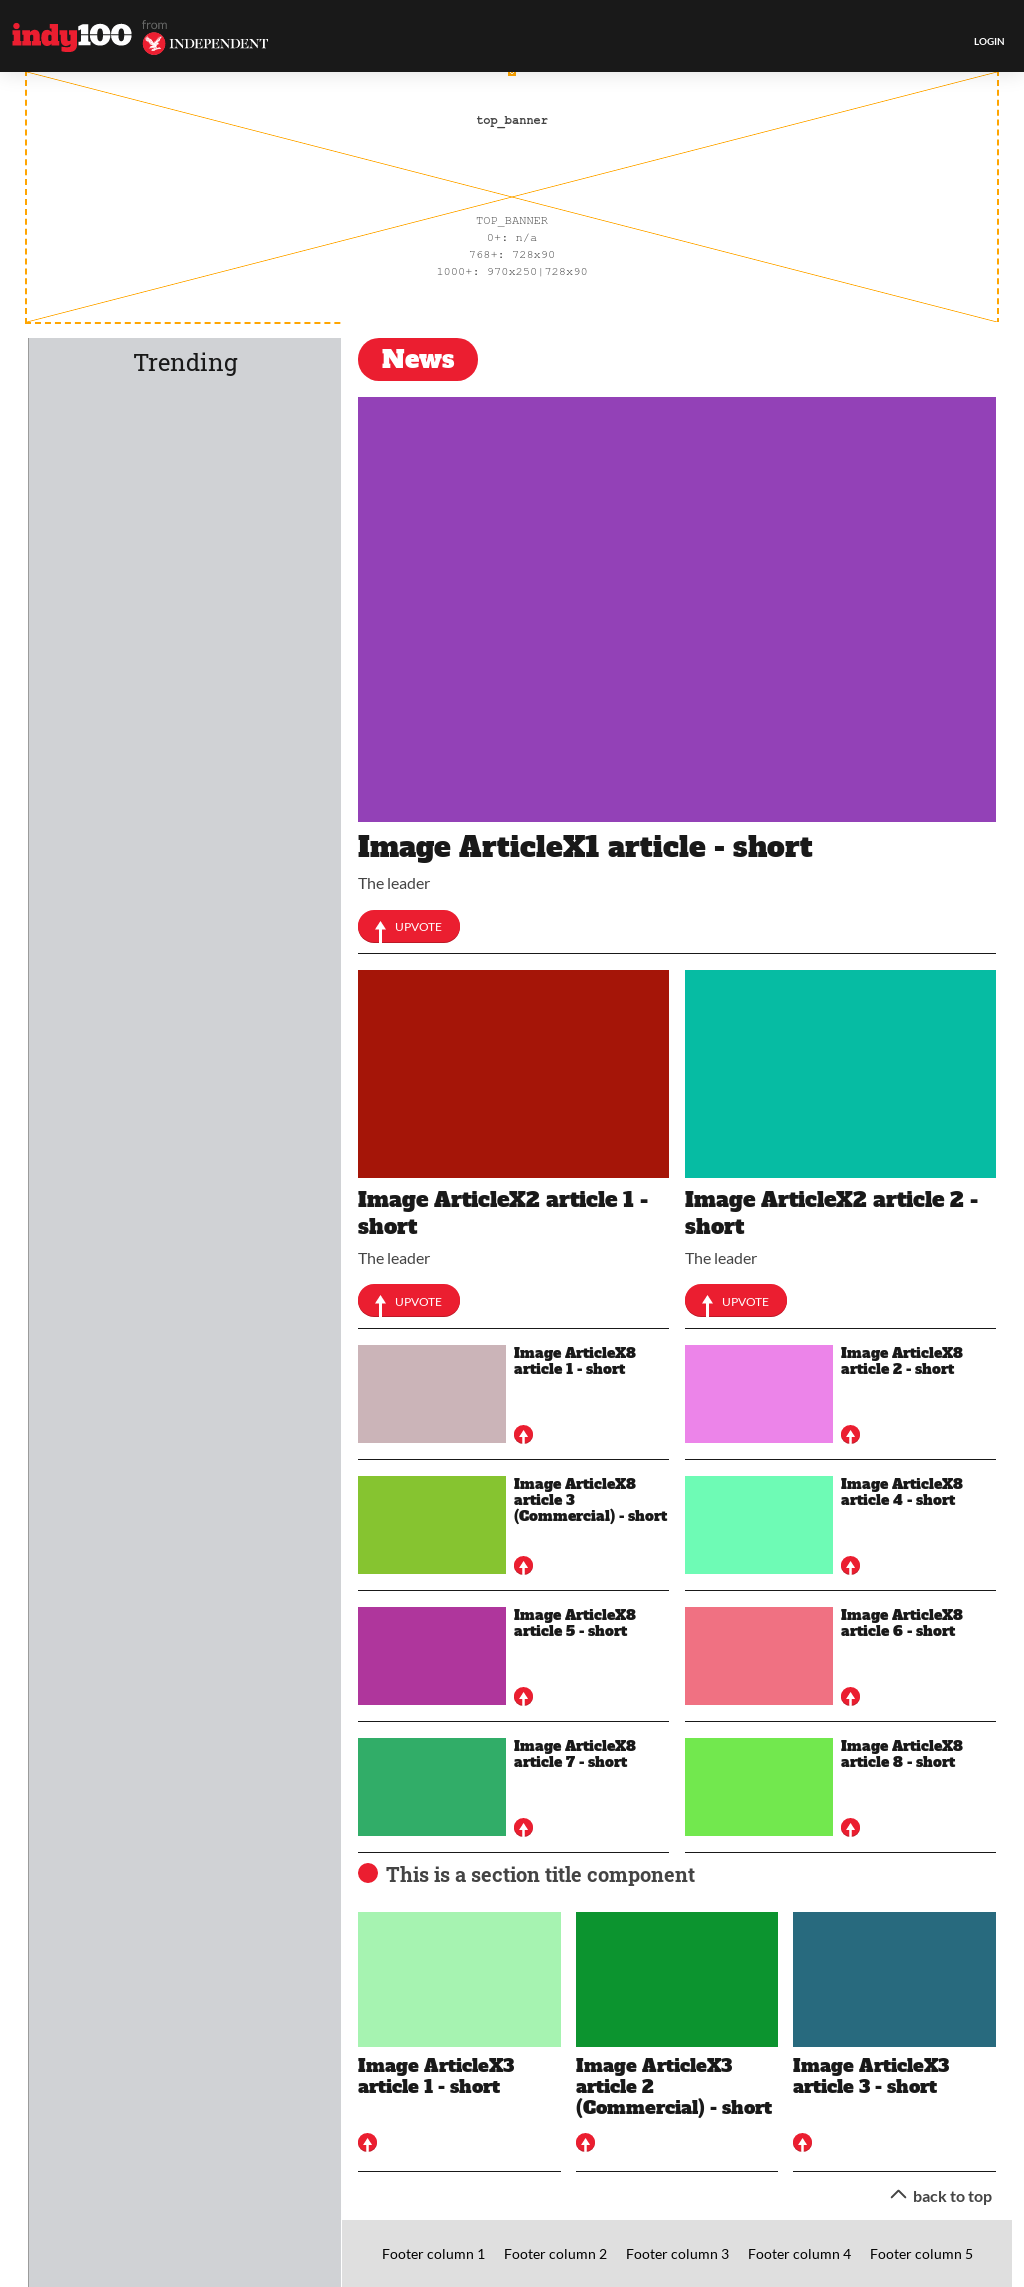 indy100
from
INDEPENDENT
LOGIN
top_banner
TOP_BANNER
0+: n/a
768+: 728x90
1000+: 970x250|728x90
Trending
News
Image ArticleX1 article - short
The leader
UPVOTE
Image ArticleX2 article 1 -
short
The leader
UPVOTE
Image ArticleX2 article 2 -
short
The leader
UPVOTE
Image ArticleX8
article 1 - short
Image ArticleX8
article 2 - short
Image ArticleX8
article 3
(Commercial) - short
Image ArticleX8
article 4 - short
Image ArticleX8
article 5 - short
Image ArticleX8
article 6 - short
Image ArticleX8
article 7 - short
Image ArticleX8
article 8 - short
This is a section title component
Image ArticleX3
article 1 - short
Image ArticleX3
article 2
(Commercial) - short
Image ArticleX3
article 3 - short
back to top
Footer column 1 Footer column 2 Footer column 3 Footer column 4 Footer column 5